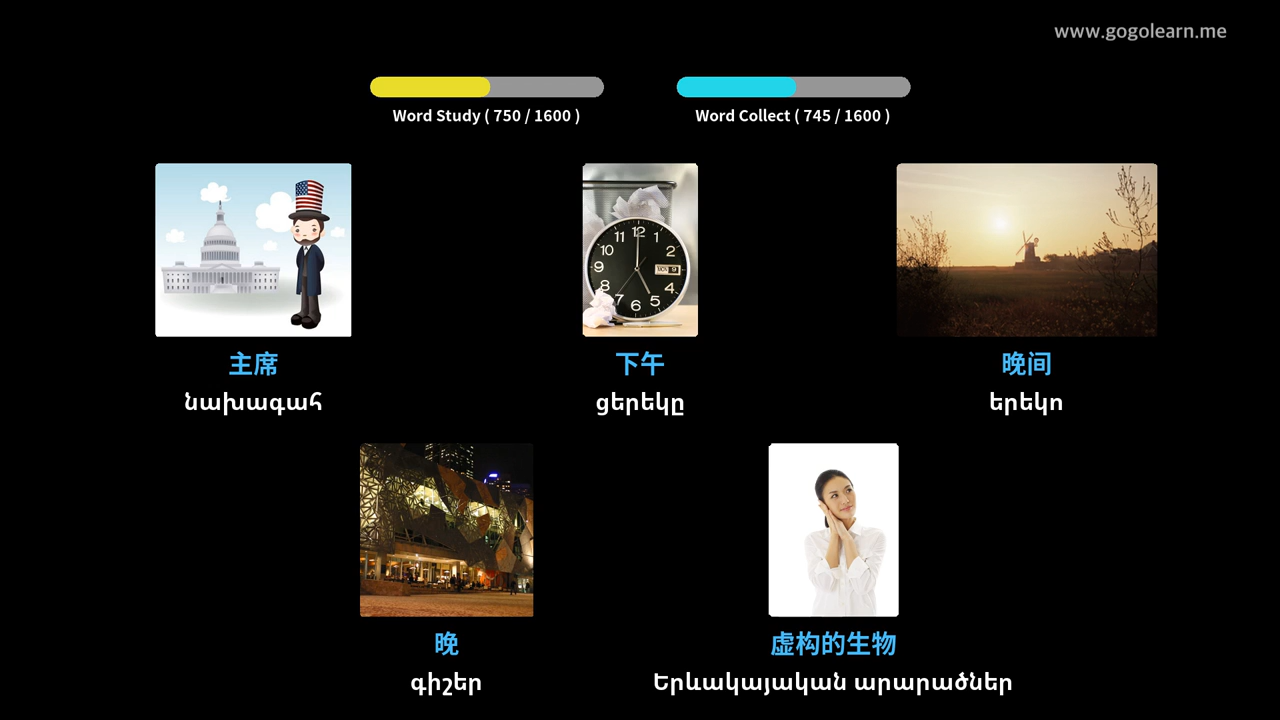 www.gogolearn.me
Word Study ( 750 / 1600 )
Word Collect ( 745 / 1600 )
主席
նախագահ
下午
ցերեկը
晚间
երեկո
晚
գիշեր
虚构的生物
Երևակայական արարածներ